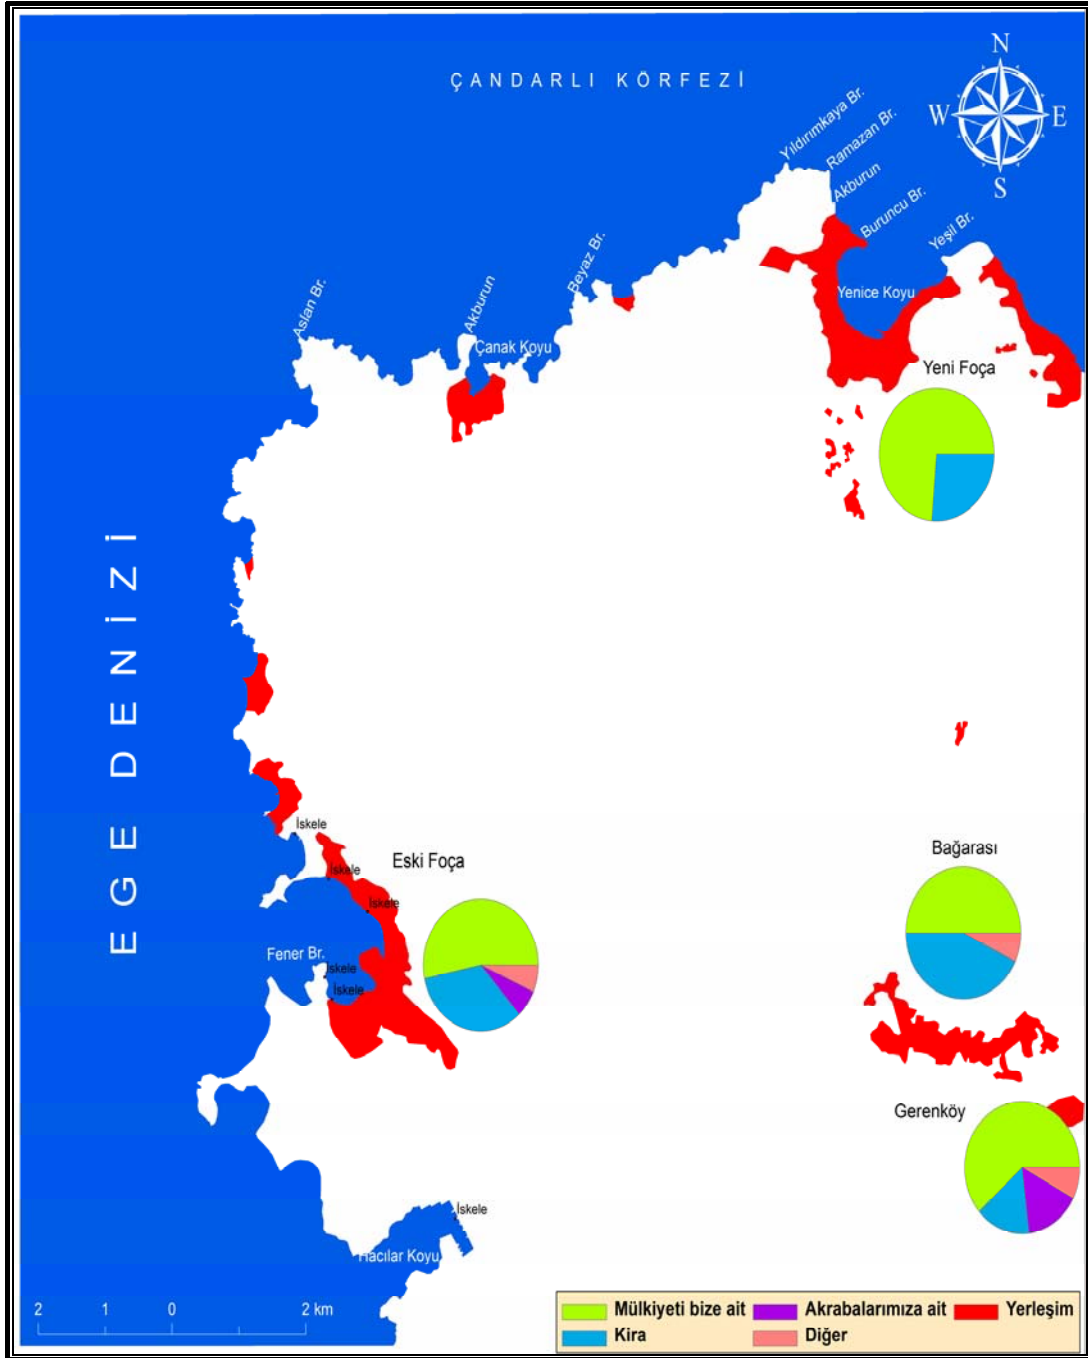 N
ÇANDARLI KÖRFEZİ
W
E
S
Yıldırımkaya Br.
Ramazan Br.
Akburun
Buruncu Br.
Yeşil Br.
Beyaz Br.
Aslan Br.
Akburun
Yenice Koyu
Çanak Koyu
Yeni Foça
EGE DENİZİ
İskele
Bağarası
Eski Foça
İskele
İskele
Fener Br.
İskele
İskele
Gerenköy
İskele
Hacılar Koyu
2 1 0 2 km
Mülkiyeti bize ait Akrabalarımıza ait Yerleşim
Kira Diğer